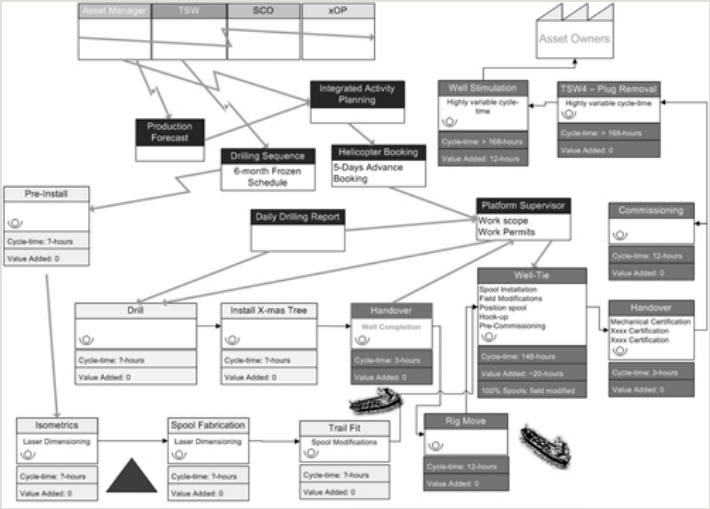 Asset Manager
TSW
SCO
xOP
Asset Owners
Integrated Activity
Planning
Well Stimulation
Highly variable cycle-
time
Cycle-time: > 168-hours
Value Added: 12-hours
TSW4 – Plug Removal
Highly variable cycle-time
Cycle-time: > 168-hours
Value Added: 0
Production
Forecast
Drilling Sequence
6-month Frozen
Schedule
Helicopter Booking
5-Days Advance
Booking
Pre-Install
Cycle-time: ?-hours
Value Added: 0
Daily Drilling Report
Platform Supervisor
Work scope
Work Permits
Commissioning
Cycle-time: 12-hours
Value Added: 0
Drill
Cycle-time: ?-hours
Value Added: 0
Install X-mas Tree
Cycle-time: ?-hours
Value Added: 0
Handover
Well Completion
Cycle-time: 3-hours
Value Added: 0
Well-Tie
Spool Installation
Field Modifications
Position spool
Hook-up
Pre-Commissioning
Cycle-time: 148-hours
Value Added: ~20-hours
100% Spools: field modified
Handover
Mechanical Certification
Xxxx Certification
Xxxx Certification
Cycle-time: 3-hours
Value Added: 0
Isometrics
Laser Dimensioning
Cycle-time: ?-hours
Value Added: 0
Spool Fabrication
Laser Dimensioning
Cycle-time: ?-hours
Value Added: 0
Trail Fit
Spool Modifications
Cycle-time: ?-hours
Value Added: 0
Rig Move
Cycle-time: 12-hours
Value Added: 0